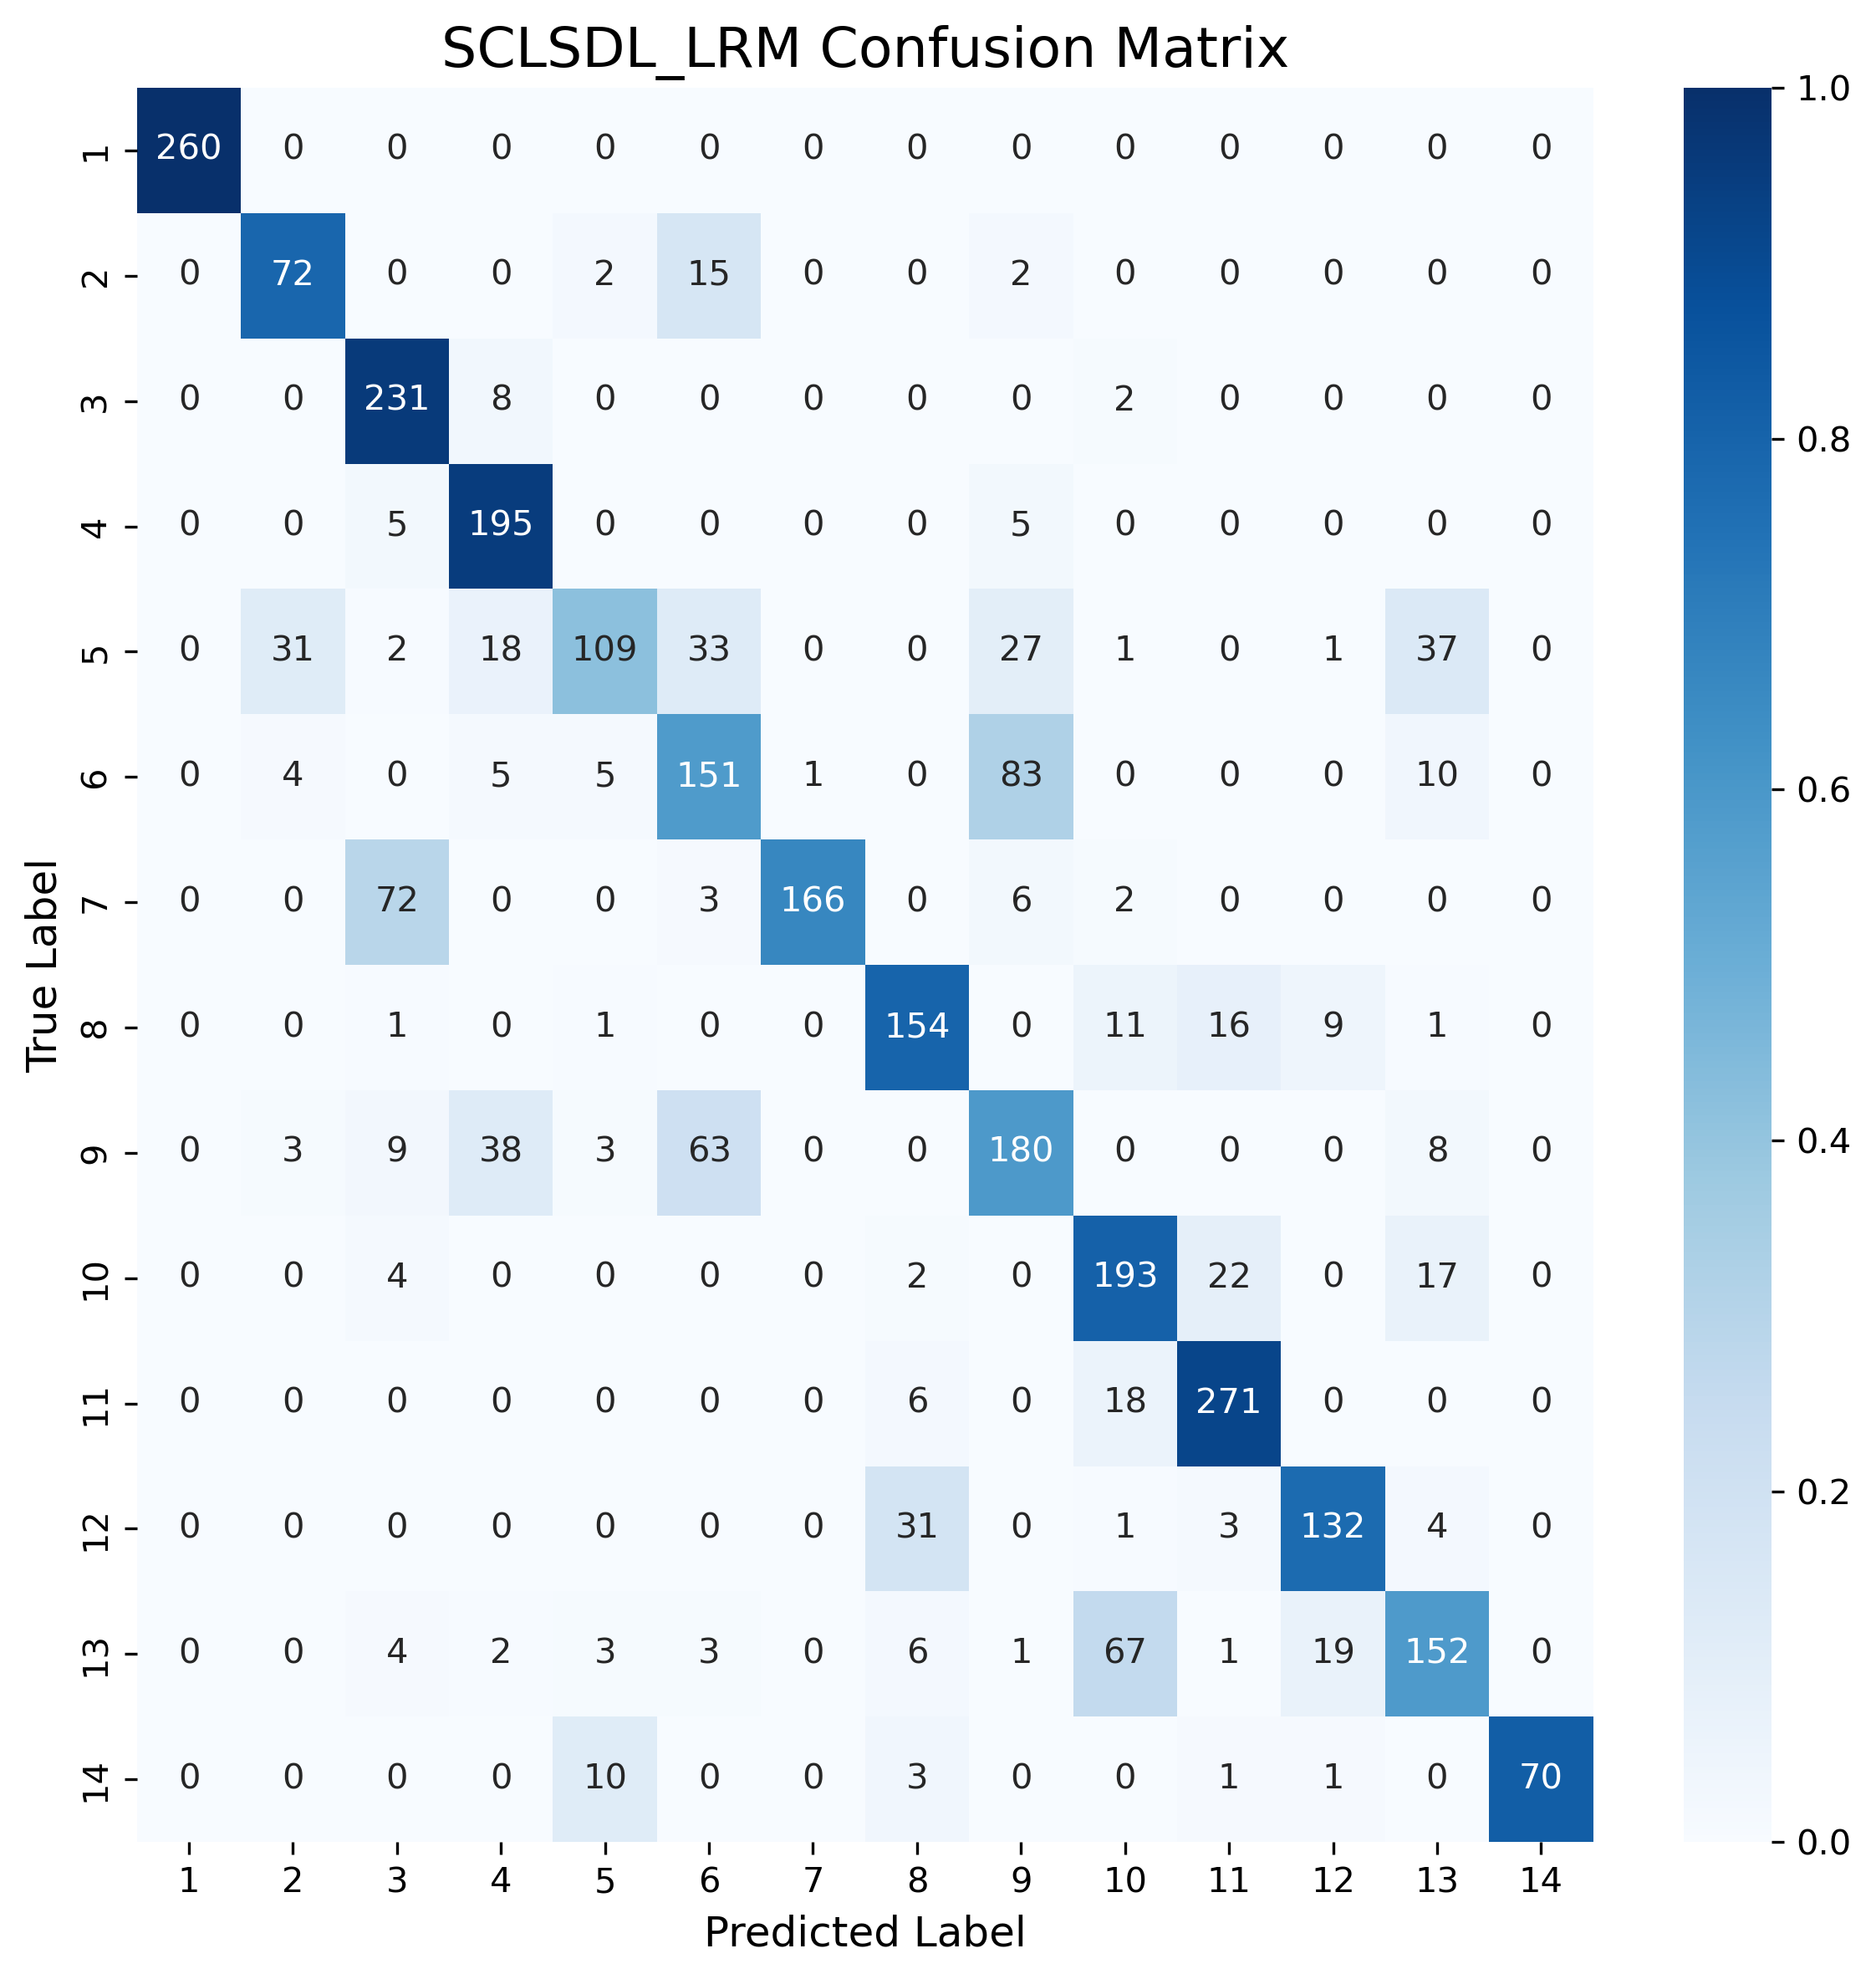 SCLSDL_LRM Confusion Matrix
1 260 0 0 0 0 0 0 0 0 0 0 0 0 0
2 0 72 0 0 2 15 0 0 2 0 0 0 0 0
3 0 0 231 8 0 0 0 0 0 2 0 0 0 0
4 0 0 5 195 0 0 0 0 5 0 0 0 0 0
5 0 31 2 18 109 33 0 0 27 1 0 1 37 0
6 0 4 0 5 5 151 1 0 83 0 0 0 10 0
7 0 0 72 0 0 3 166 0 6 2 0 0 0 0
8 0 0 1 0 1 0 0 154 0 11 16 9 1 0
9 0 3 9 38 3 63 0 0 180 0 0 0 8 0
10 0 0 4 0 0 0 0 2 0 193 22 0 17 0
11 0 0 0 0 0 0 0 6 0 18 271 0 0 0
12 0 0 0 0 0 0 0 31 0 1 3 132 4 0
13 0 0 4 2 3 3 0 6 1 67 1 19 152 0
14 0 0 0 0 10 0 0 3 0 0 1 1 0 70
1 2 3 4 5 6 7 8 9 10 11 12 13 14
Predicted Label
True Label
1.0
0.8
0.6
0.4
0.2
0.0